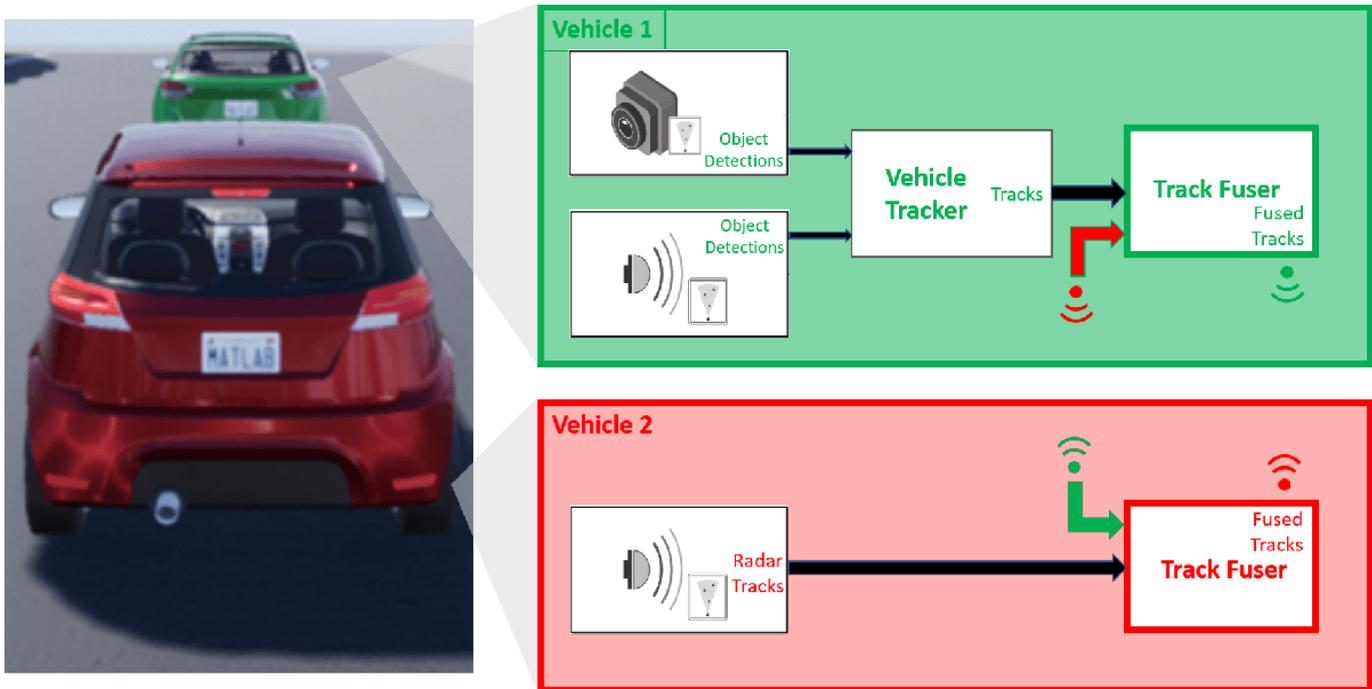 Vehicle 1
Object
Detections
Object
Detections
Vehicle
Tracker
Tracks
Track Fuser
Fused
Tracks
MATLAB
Vehicle 2
Radar
Tracks
Fused
Tracks
Track Fuser